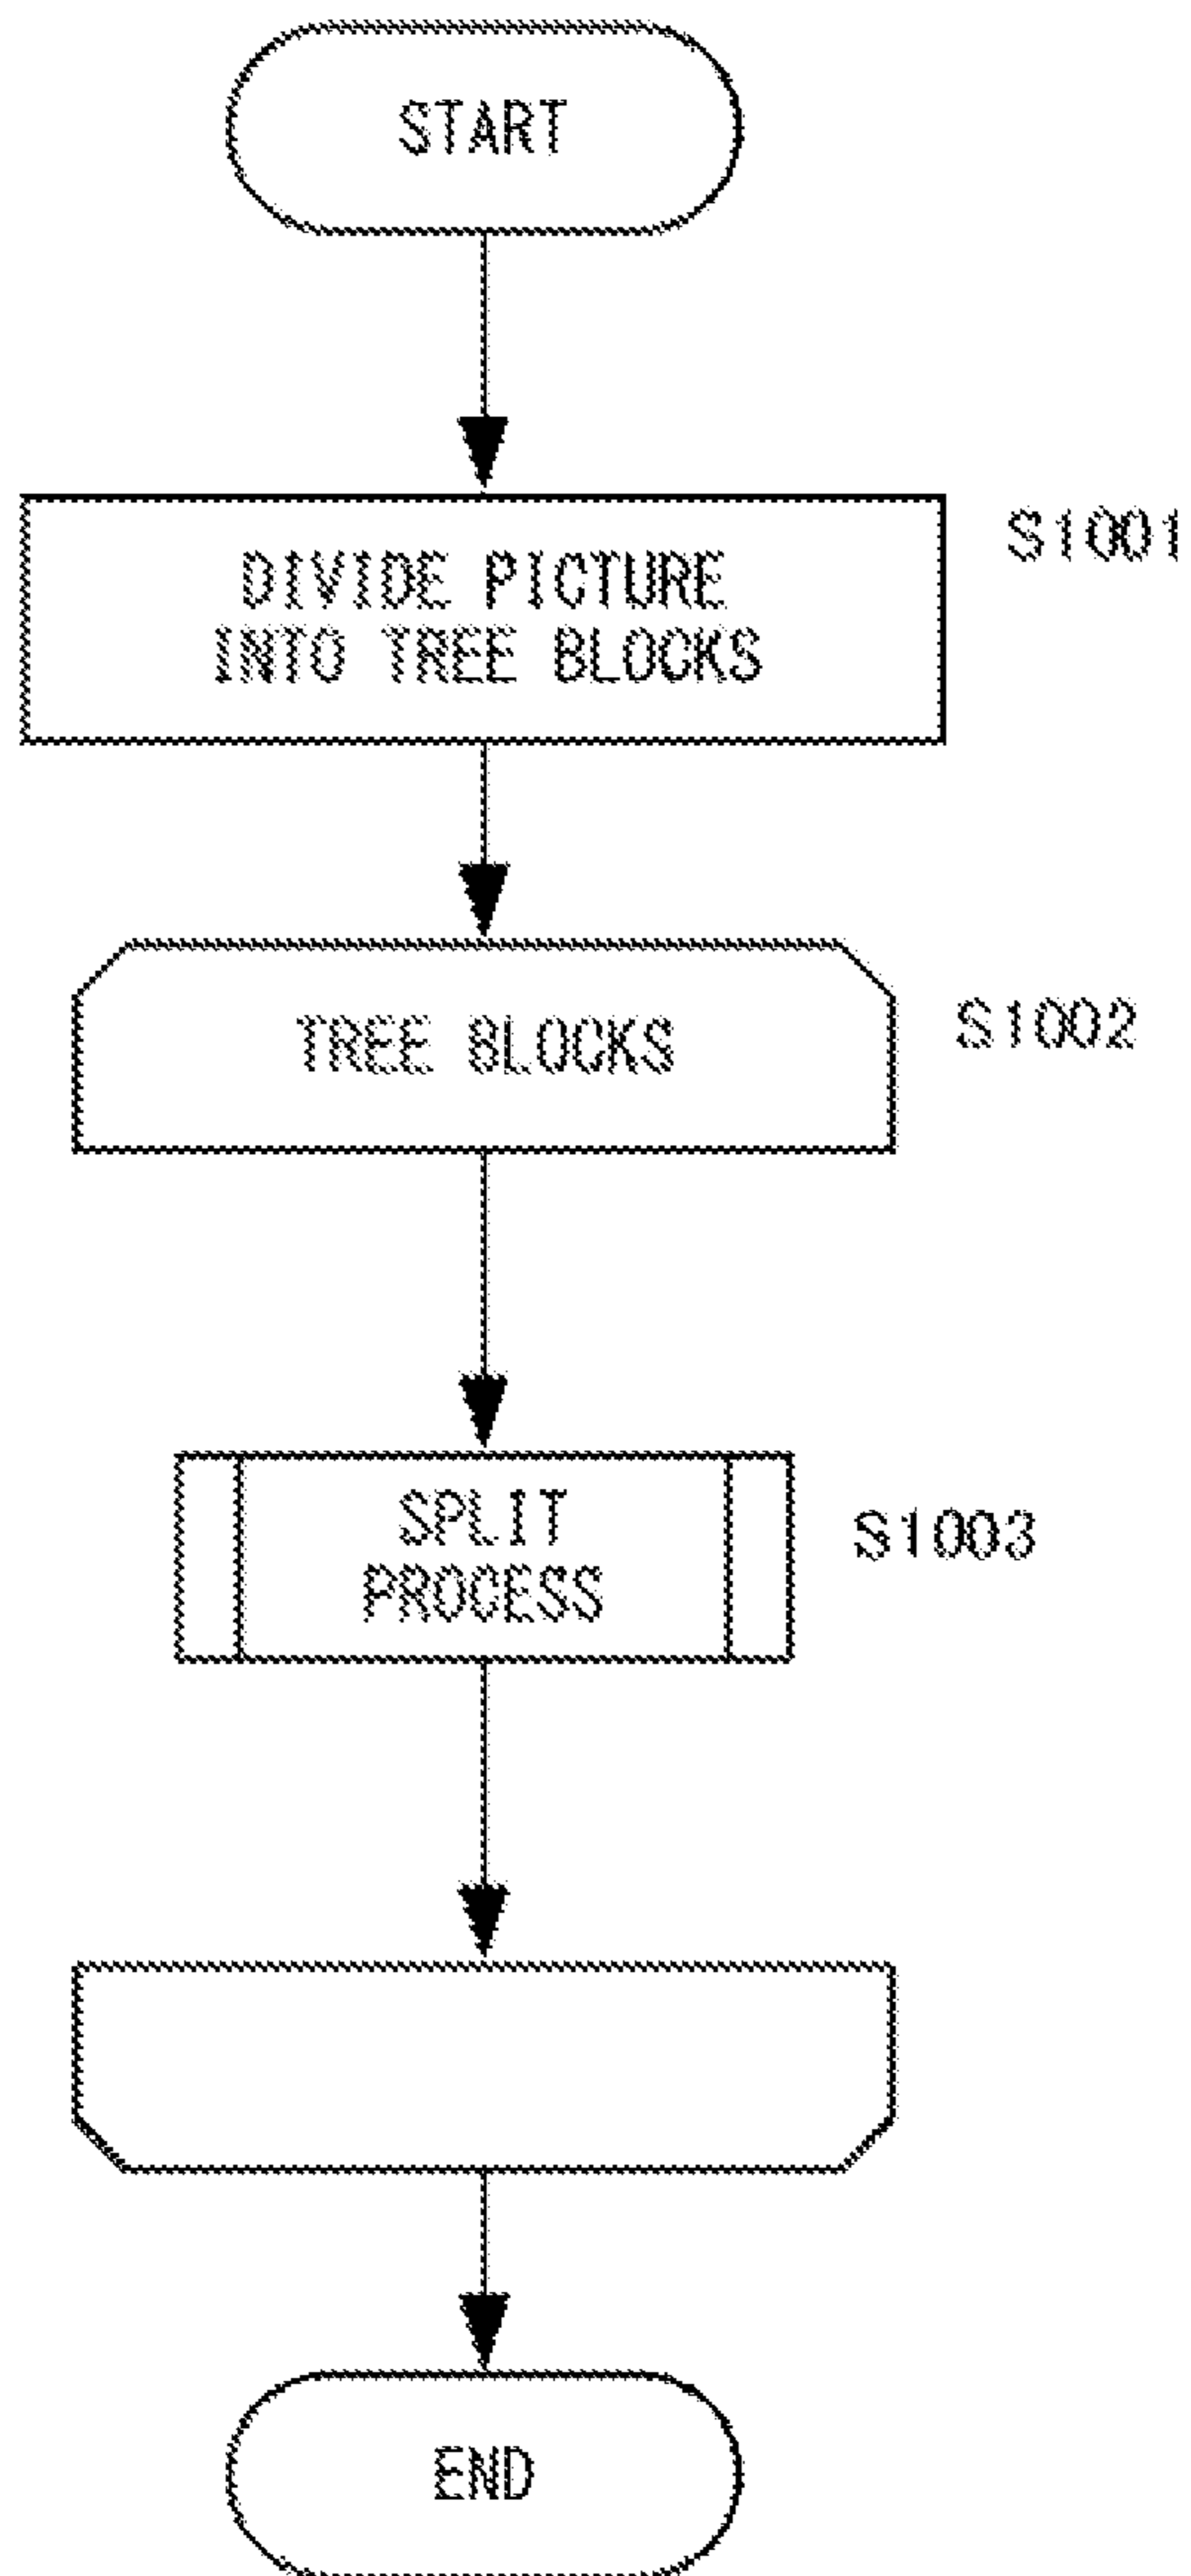 START
DIVIDE PICTURE
INTO TREE BLOCKS
S1001
TREE BLOCKS
S1002
SPLIT
PROCESS
S1003
END